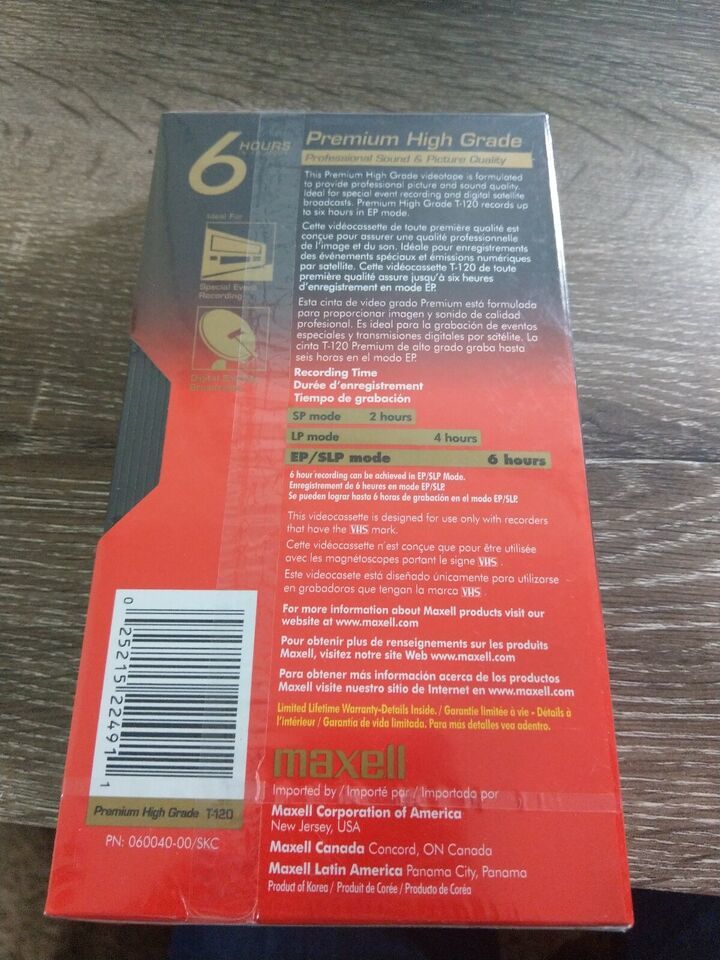 6 HOURS
Premium High Grade
Professional Sound & Picture Quality
This Premium High Grade videotape is formulated
to provide professional picture and sound quality.
Ideal for special event recording and digital satellite
broadcasts. Premium High Grade T-120 records up
to six hours in EP mode.
Cette vidéocassette de toute première qualité est
conçue pour assurer une qualité professionnelle
de l'image et du son. Idéale pour enregistrements
des événements spéciaux et émissions numériques
par satellite. Cette vidéocassette T-120 de toute
première qualité assure jusqu'à six heures
d'enregistrement en mode EP.
Esta cinta de video grado Premium está formulada
para proporcionar imagen y sonido de calidad
profesional. Es ideal para la grabación de eventos
especiales y transmisiones digitales por satélite. La
cinta T-120 Premium de alto grado graba hasta
seis horas en el modo EP.
Ideal For
Special Event
Recording
Digital
Recording Time
Durée d'enregistrement
Tiempo de grabación
SP mode 2 hours
LP mode 4 hours
EP/SLP mode 6 hours
6 hour recording can be achieved in EP/SLP Mode.
Enregistrement de 6 heures en mode EP/SLP.
Se pueden lograr hasta 6 horas de grabación en el modo EP/SLP.
This videocassette is designed for use only with recorders
that have the VHS mark.
Cette vidéocassette n'est conçue que pour être utilisée
avec les magnétoscopes portant le signe VHS .
Este videocasete está diseñado únicamente para utilizarse
en grabadoras que tengan la marca VHS .
For more information about Maxell products visit our
website at www.maxell.com
Pour obtenir plus de renseignements sur les produits
Maxell, visitez notre site Web www.maxell.com
Para obtener más información acerca de los productos
Maxell visite nuestro sitio de Internet en www.maxell.com
Limited Lifetime Warranty-Details Inside. / Garantie limitée à vie - Détails à
l'intérieur / Garantía de vida limitada. Para más detalles vea adentro.
maxell
Imported by / Importé par / Importado por
Maxell Corporation of America
New Jersey, USA
Maxell Canada Concord, ON Canada
Maxell Latin America Panama City, Panama
Product of Korea / Produit de Corée / Producto de Corea
0 25215 22491 1
Premium High Grade T-120
PN: 060040-00/SKC